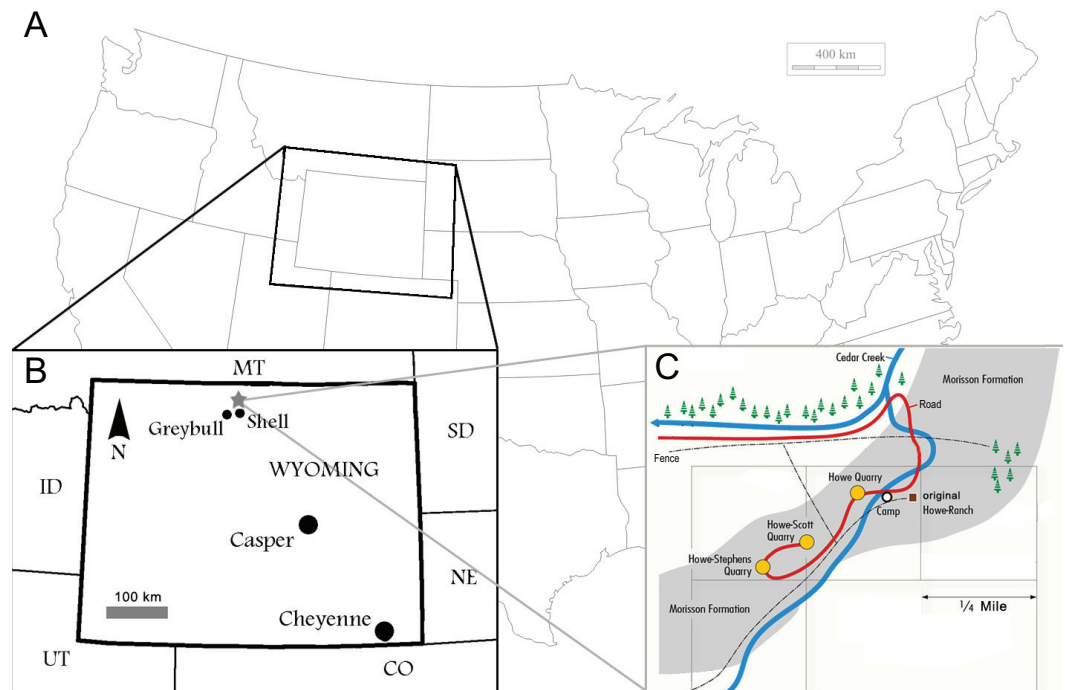 A
400 km
B
MT
Greybull
Shell
N
SD
WYOMING
ID
Casper
NE
100 km
Cheyenne
UT
CO
C
Cedar Creek
Morisson Formation
Road
Fence
Howe Quarry
original
Camp
Howe-Ranch
Howe-Scott
Quarry
Howe-Stephens
Quarry
Morisson Formation
1/4 Mile